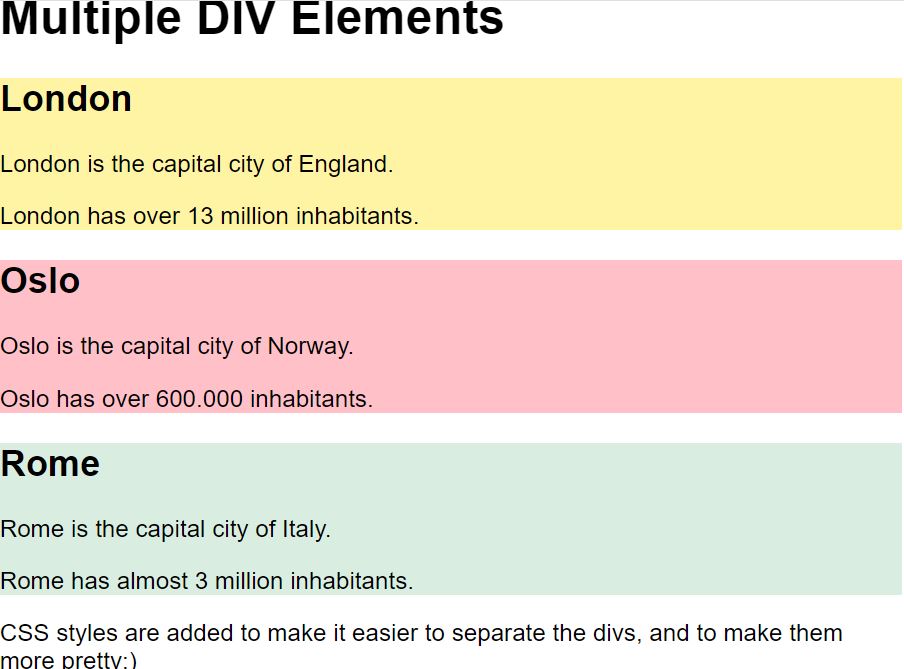 Multiple DIV Elements
London
London is the capital city of England.
London has over 13 million inhabitants.
Oslo
Oslo is the capital city of Norway.
Oslo has over 600.000 inhabitants.
Rome
Rome is the capital city of Italy.
Rome has almost 3 million inhabitants.
CSS styles are added to make it easier to separate the divs, and to make them
more pretty:)